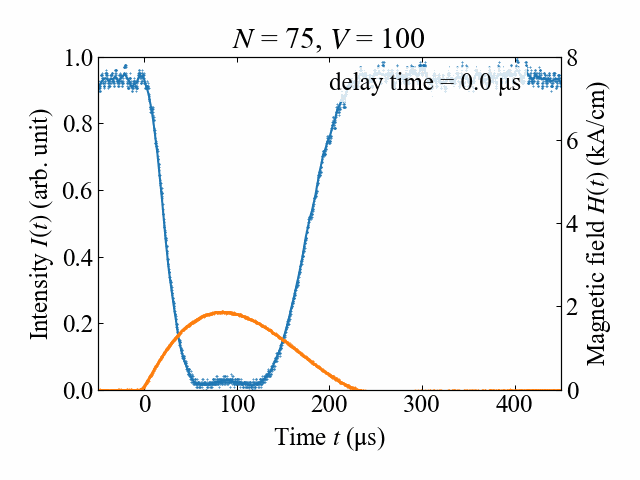 N = 75, V = 100
delay time = 0.0 μs
Intensity I(t) (arb. unit)
1.0
0.8
0.6
0.4
0.2
0.0
8
6
4
2
0
Magnetic field H(t) (kA/cm)
0 100 200 300 400
Time t (μs)